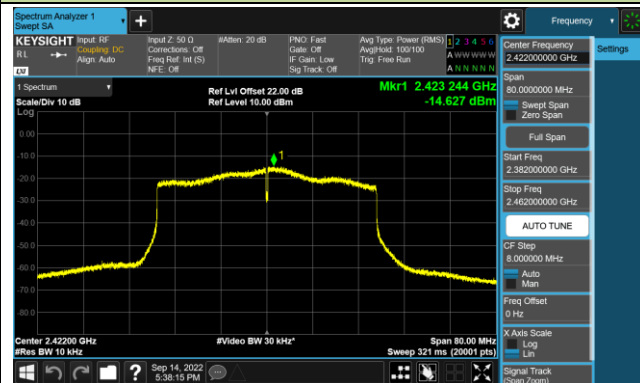 Spectrum Analyzer 1
Swept SA
+
Frequency
KEYSIGHT
Input: RF
Coupling: DC
Align: Auto
Input Z: 50 Ω
Corrections: Off
Freq Ref: Int (S)
NFE: Off
#Atten: 20 dB
PNO: Fast
Gate: Off
IF Gain: Low
Sig Track: Off
Avg Type: Power (RMS)
Avg|Hold: 100/100
Trig: Free Run
1 2 3 4 5 6
A W W W W W
A N N N N N
RL
LXI
1 Spectrum
Scale/Div 10 dB
Log
Ref Lvl Offset 22.00 dB
Ref Level 10.00 dBm
Mkr1 2.423 244 GHz
-14.627 dBm
1
0.00
-10.0
-20.0
-30.0
-40.0
-50.0
-60.0
-70.0
-80.0
Center 2.42200 GHz
#Res BW 10 kHz
#Video BW 30 kHz*
Span 80.00 MHz
Sweep 321 ms (20001 pts)
Center Frequency
2.422000000 GHz
Settings
Span
80.0000000 MHz
Swept Span
Zero Span
Full Span
Start Freq
2.382000000 GHz
Stop Freq
2.462000000 GHz
AUTO TUNE
CF Step
8.000000 MHz
Auto
Man
Freq Offset
0 Hz
X Axis Scale
Log
Lin
Signal Track
(Span Zoom)
?
Sep 14, 2022
5:38:15 PM